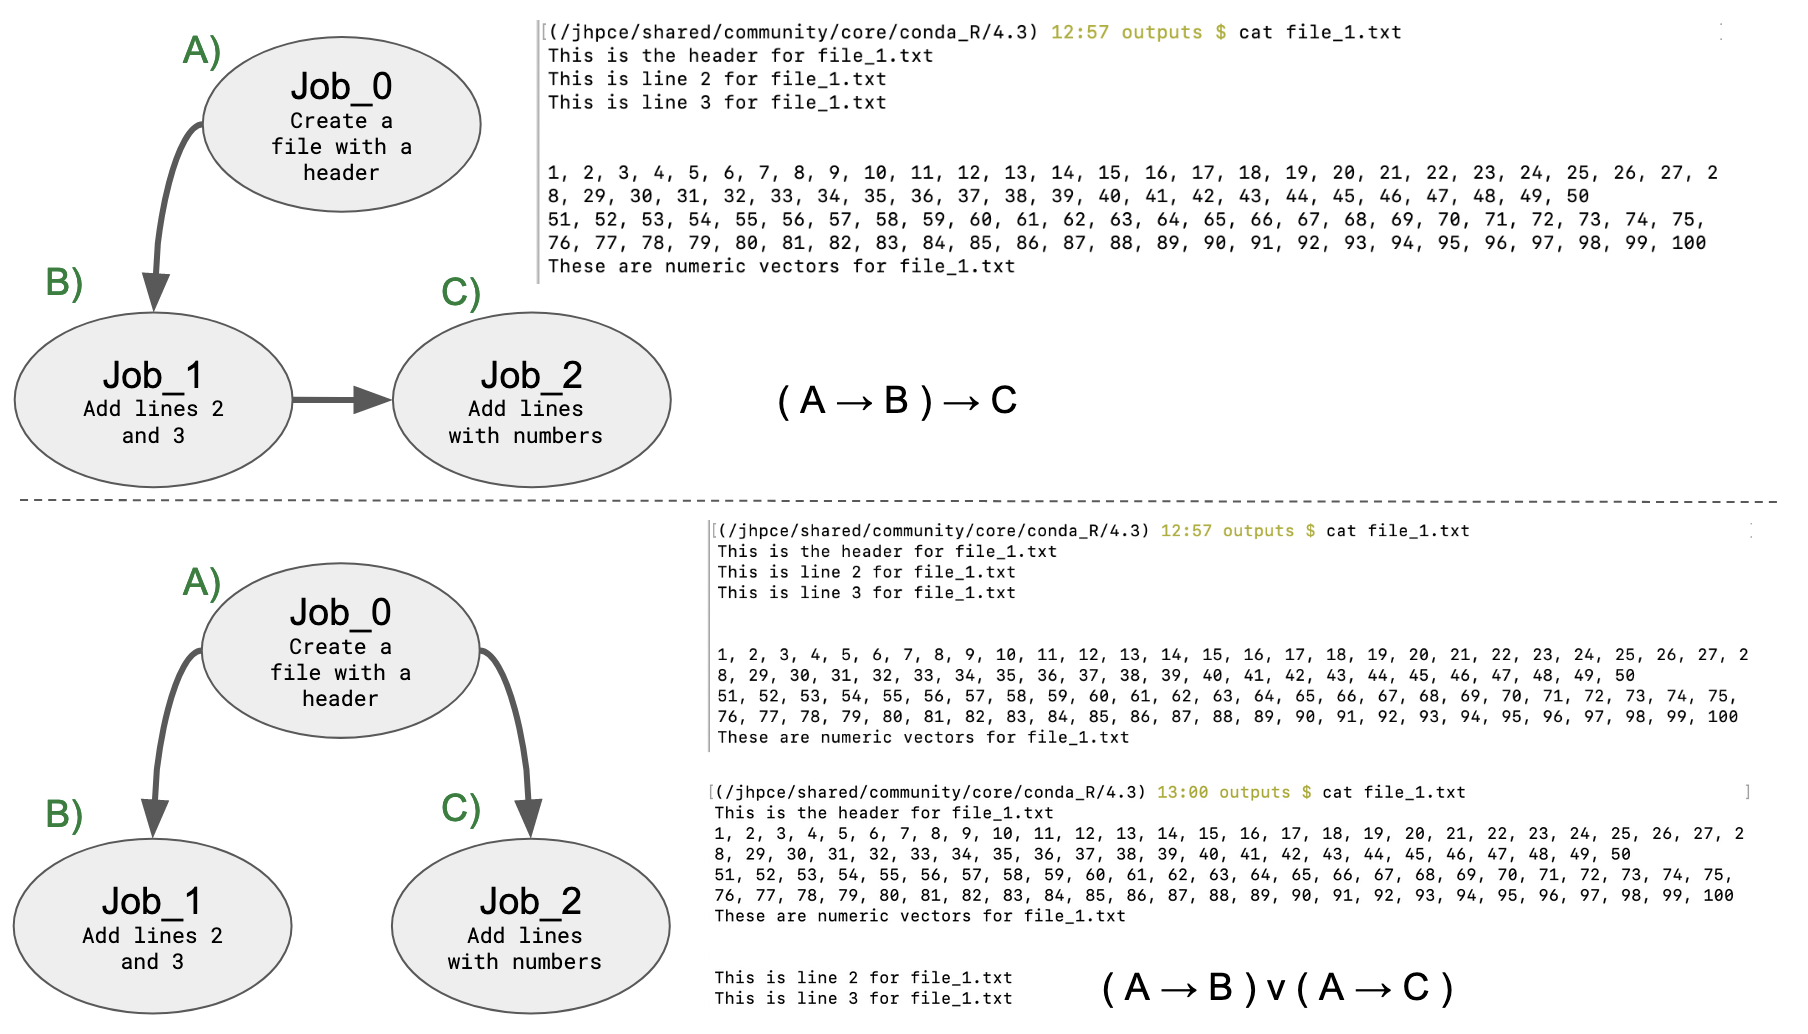 A)
Job_0
Create a
file with a
header
B)
Job_1
Add lines 2
and 3
C)
Job_2
Add lines
with numbers
[(/jhpce/shared/community/core/conda_R/4.3) 12:57 outputs $ cat file_1.txt
This is the header for file_1.txt
This is line 2 for file_1.txt
This is line 3 for file_1.txt
1, 2, 3, 4, 5, 6, 7, 8, 9, 10, 11, 12, 13, 14, 15, 16, 17, 18, 19, 20, 21, 22, 23, 24, 25, 26, 27, 2
8, 29, 30, 31, 32, 33, 34, 35, 36, 37, 38, 39, 40, 41, 42, 43, 44, 45, 46, 47, 48, 49, 50
51, 52, 53, 54, 55, 56, 57, 58, 59, 60, 61, 62, 63, 64, 65, 66, 67, 68, 69, 70, 71, 72, 73, 74, 75,
76, 77, 78, 79, 80, 81, 82, 83, 84, 85, 86, 87, 88, 89, 90, 91, 92, 93, 94, 95, 96, 97, 98, 99, 100
These are numeric vectors for file_1.txt
( A → B ) → C
A)
Job_0
Create a
file with a
header
B)
Job_1
Add lines 2
and 3
C)
Job_2
Add lines
with numbers
[(/jhpce/shared/community/core/conda_R/4.3) 12:57 outputs $ cat file_1.txt
This is the header for file_1.txt
This is line 2 for file_1.txt
This is line 3 for file_1.txt
1, 2, 3, 4, 5, 6, 7, 8, 9, 10, 11, 12, 13, 14, 15, 16, 17, 18, 19, 20, 21, 22, 23, 24, 25, 26, 27, 2
8, 29, 30, 31, 32, 33, 34, 35, 36, 37, 38, 39, 40, 41, 42, 43, 44, 45, 46, 47, 48, 49, 50
51, 52, 53, 54, 55, 56, 57, 58, 59, 60, 61, 62, 63, 64, 65, 66, 67, 68, 69, 70, 71, 72, 73, 74, 75,
76, 77, 78, 79, 80, 81, 82, 83, 84, 85, 86, 87, 88, 89, 90, 91, 92, 93, 94, 95, 96, 97, 98, 99, 100
These are numeric vectors for file_1.txt
[(/jhpce/shared/community/core/conda_R/4.3) 13:00 outputs $ cat file_1.txt ]
This is the header for file_1.txt
1, 2, 3, 4, 5, 6, 7, 8, 9, 10, 11, 12, 13, 14, 15, 16, 17, 18, 19, 20, 21, 22, 23, 24, 25, 26, 27, 2
8, 29, 30, 31, 32, 33, 34, 35, 36, 37, 38, 39, 40, 41, 42, 43, 44, 45, 46, 47, 48, 49, 50
51, 52, 53, 54, 55, 56, 57, 58, 59, 60, 61, 62, 63, 64, 65, 66, 67, 68, 69, 70, 71, 72, 73, 74, 75,
76, 77, 78, 79, 80, 81, 82, 83, 84, 85, 86, 87, 88, 89, 90, 91, 92, 93, 94, 95, 96, 97, 98, 99, 100
These are numeric vectors for file_1.txt
This is line 2 for file_1.txt
This is line 3 for file_1.txt
( A → B ) v ( A → C )